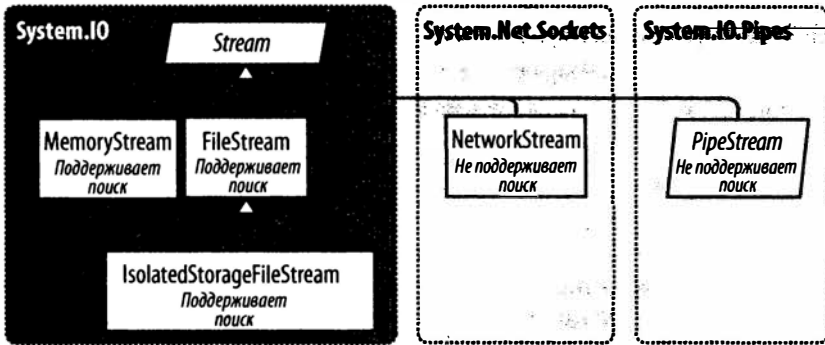 System.IO
Stream
MemoryStream
Поддерживает
поиск
FileStream
Поддерживает
поиск
IsolatedStorageFileStream
Поддерживает
поиск
System.Net.Sockets
NetworkStream
Не поддерживает
поиск
System.IO.Pipes
PipeStream
Не поддерживает
поиск